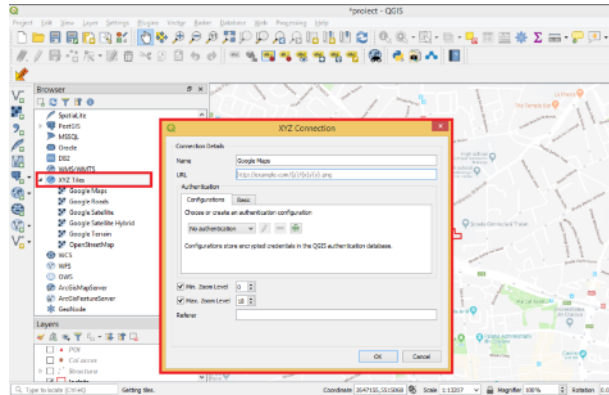 *project - QGIS
Project Edit View Layer Settings Plugins Vector Raster Database Web Processing Help
Browser
SpatiaLite
PostGIS
MSSQL
Oracle
DB2
WMS/WMTS
XYZ Tiles
Google Maps
Google Roads
Google Satellite
Google Satellite Hybrid
Google Terrain
OpenStreetMap
WCS
WFS
OWS
ArcGisMapServer
ArcGisFeatureServer
GeoNode
Layers
POI
Structure
XYZ Connection
Connection Details
Name Google Maps
URL http://example.com/{z}/{x}/{y}.png
Authentication
Configurations Basic
Choose or create an authentication configuration
No authentication
Configurations store encrypted credentials in the QGIS authentication database.
Min. Zoom Level 0
Max. Zoom Level 18
Referer
OK Cancel
Type to locate (Ctrl+K) Getting tiles. Coordinate Scale 1:13207 Magnifier 100% Rotation